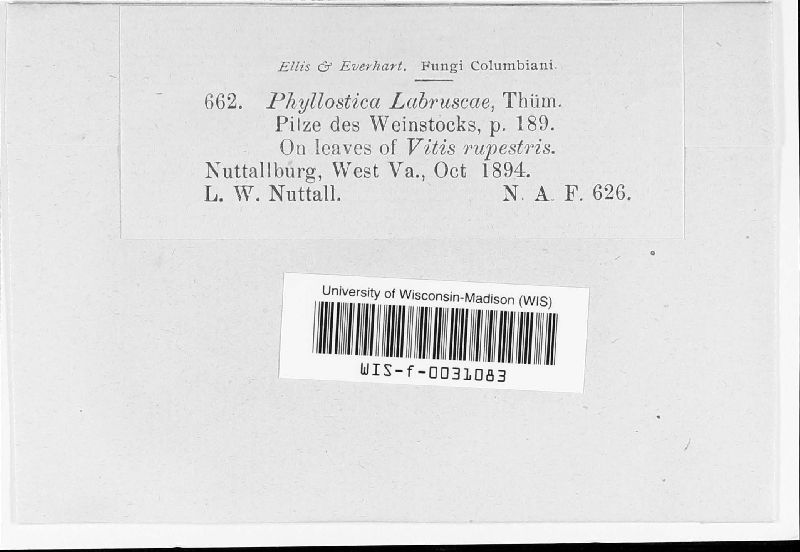 Ellis & Everhart. Fungi Columbiani.
662. Phyllostica Labruscae, Thüm.
Pilze des Weinstocks, p. 189.
On leaves of Vitis rupestris.
Nuttallburg, West Va., Oct 1894.
L. W. Nuttall. N. A. F. 626.
University of Wisconsin-Madison (WIS)
WIS-f-0031083